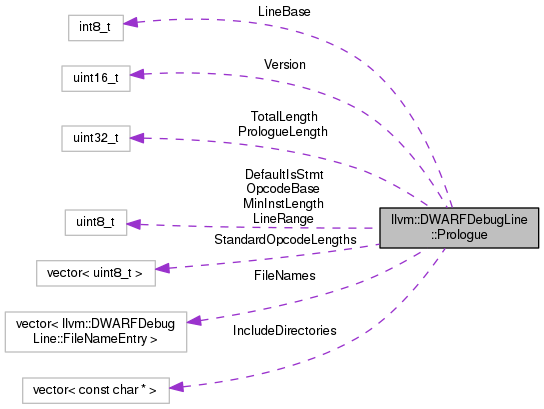 LineBase
int8_t
Version
uint16_t
TotalLength
PrologueLength
uint32_t
DefaultIsStmt
OpcodeBase
MinInstLength
LineRange
uint8_t
llvm::DWARFDebugLine
::Prologue
StandardOpcodeLengths
vector< uint8_t >
FileNames
vector< llvm::DWARFDebug
Line::FileNameEntry >
IncludeDirectories
vector< const char * >